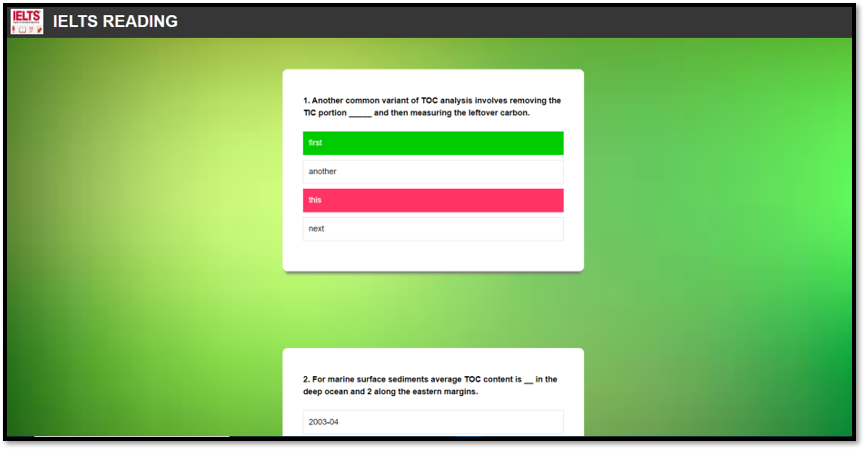 IELTS
IELTS READING
1. Another common variant of TOC analysis involves removing the
TIC portion _____ and then measuring the leftover carbon.
first
another
this
next
2. For marine surface sediments average TOC content is __ in the
deep ocean and 2 along the eastern margins.
2003-04